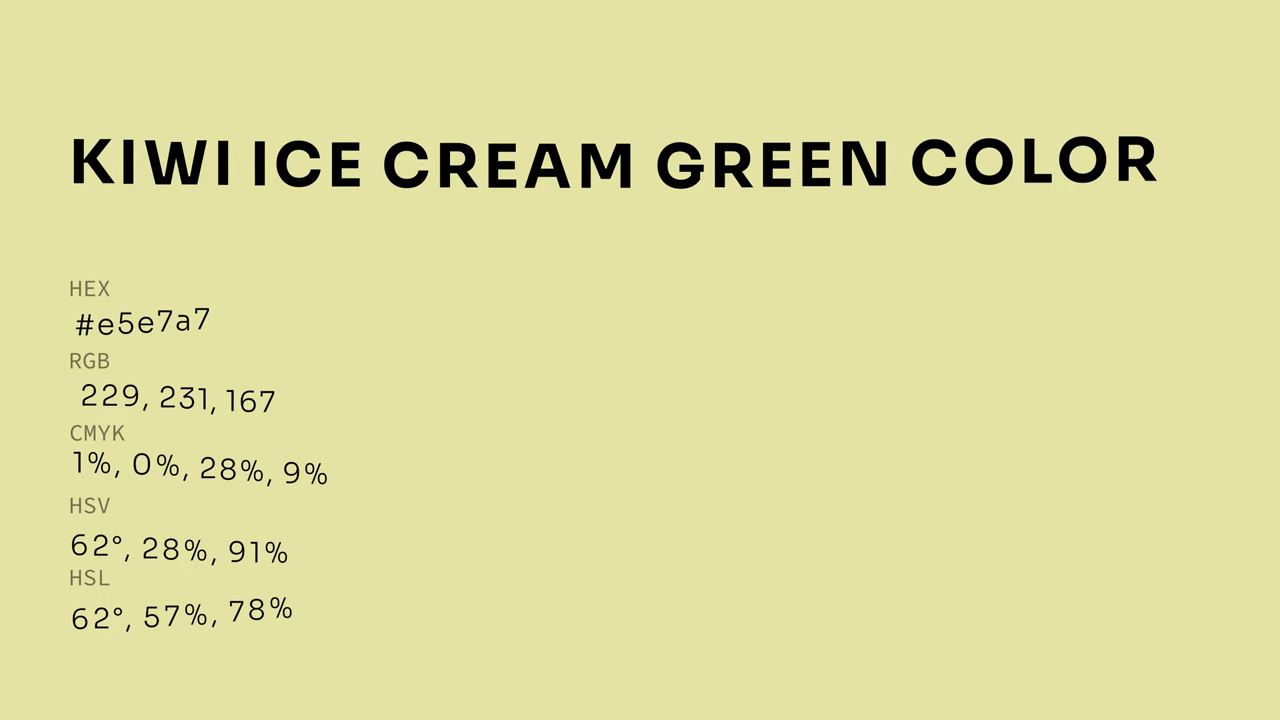 KIWI ICE CREAM GREEN COLOR
HEX
#e5e7a7
RGB
229, 231, 167
CMYK
1%, 0%, 28%, 9%
HSV
62°, 28%, 91%
HSL
62°, 57%, 78%